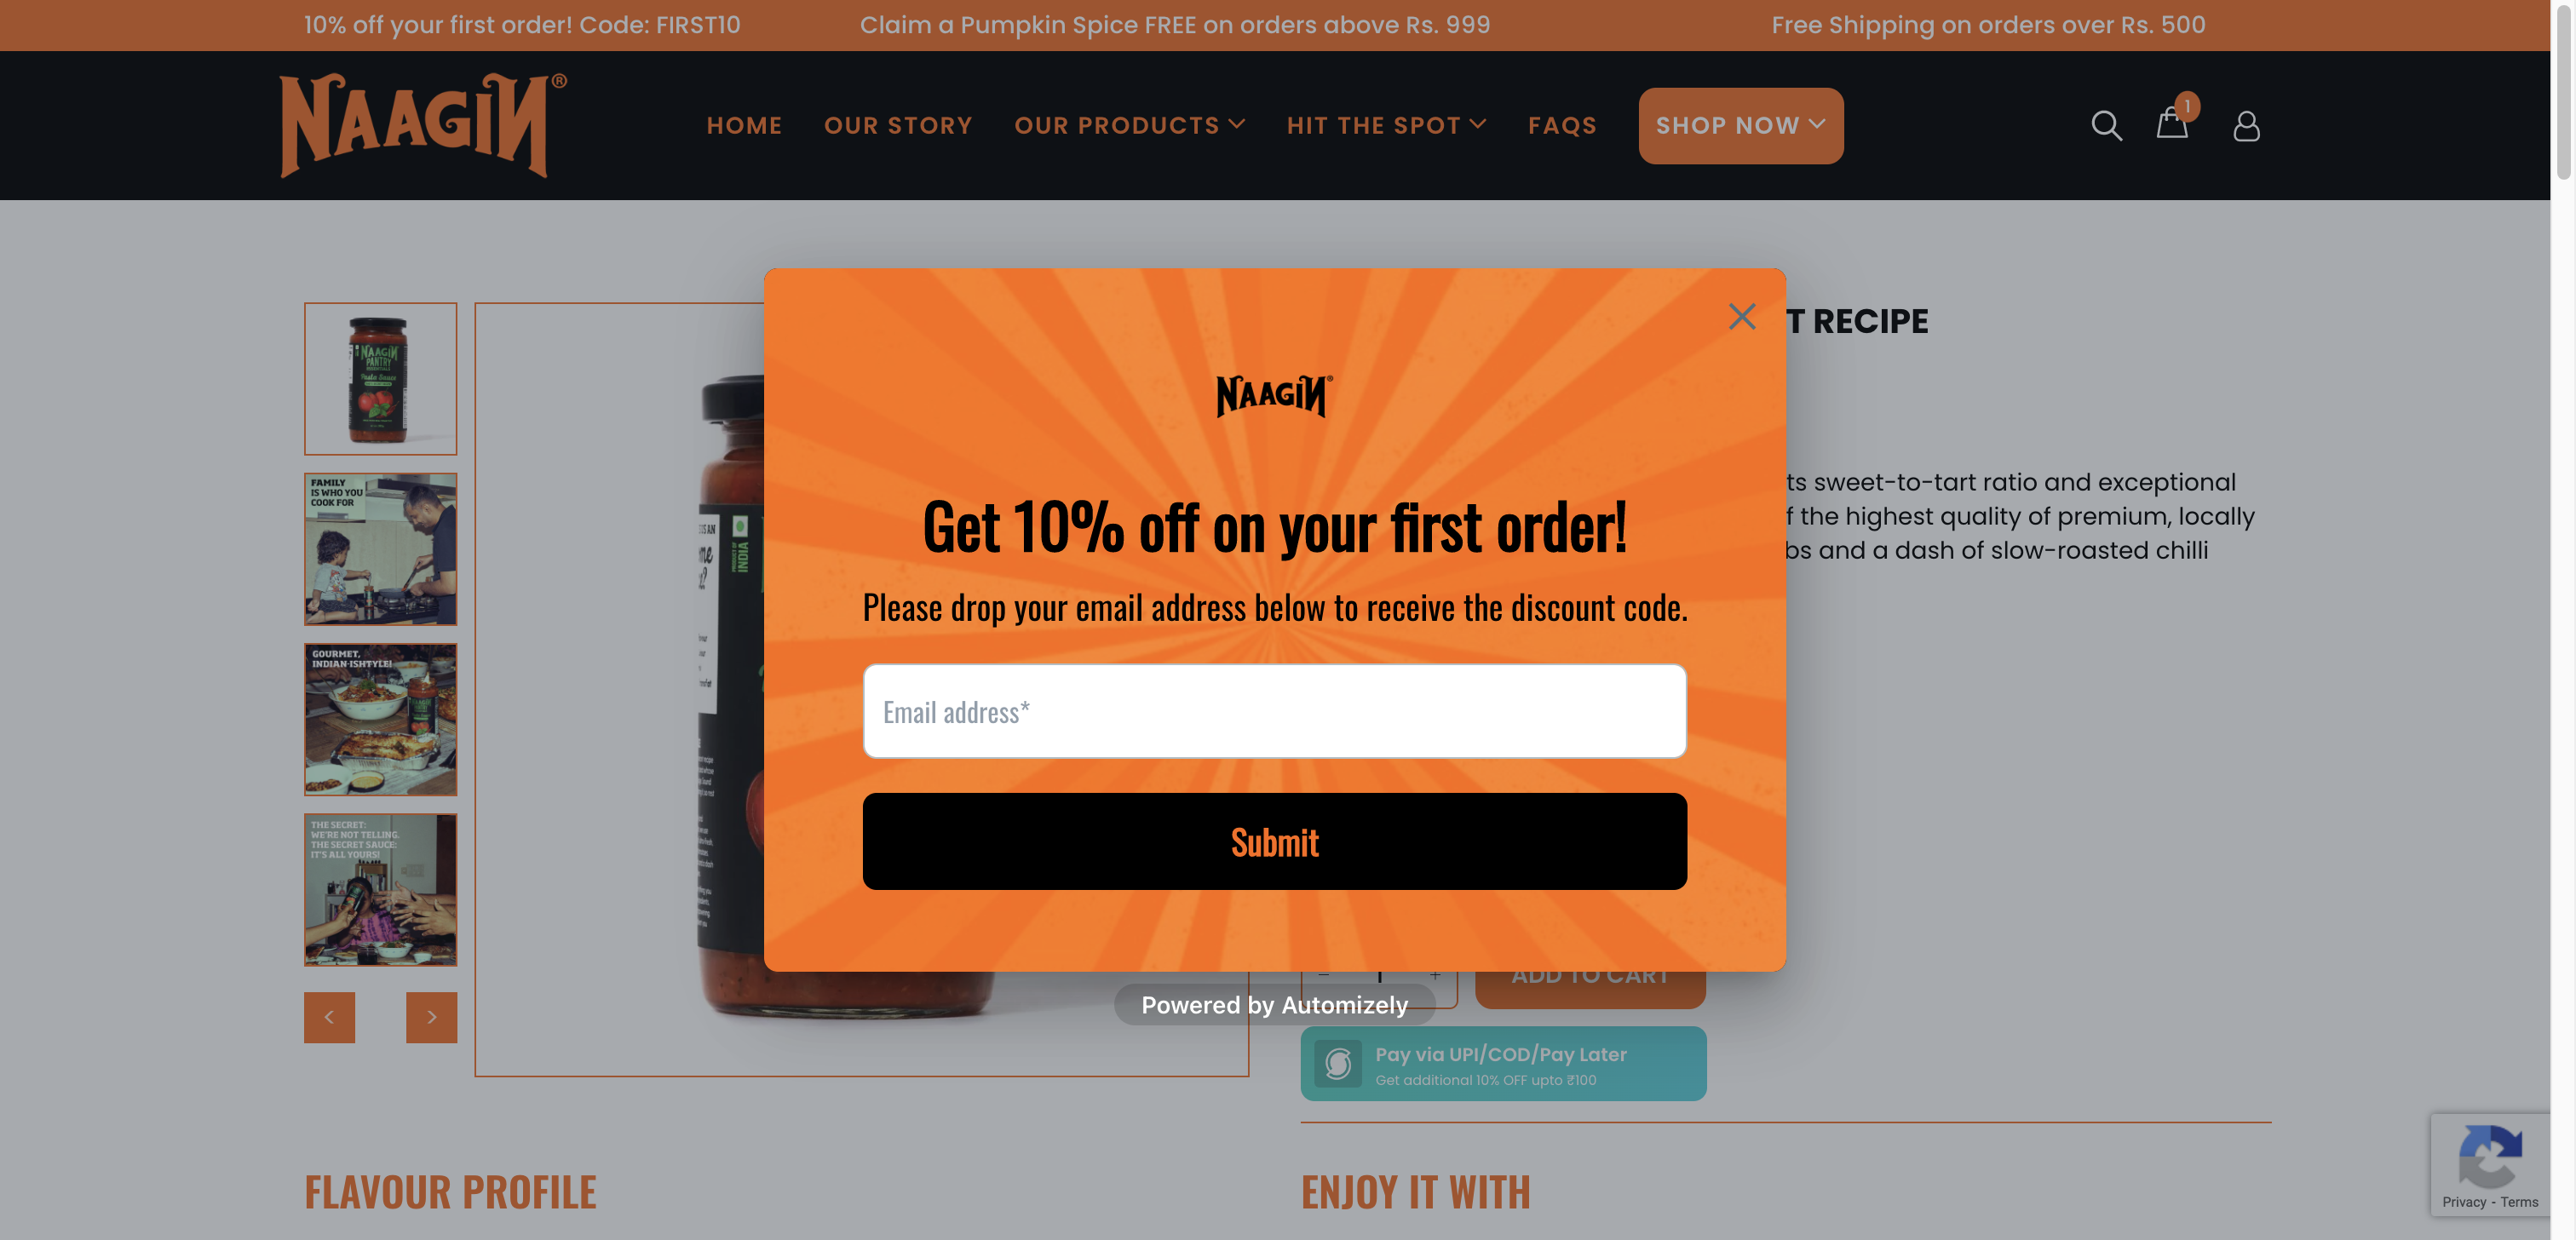 10% off your first order! Code: FIRST10
Claim a Pumpkin Spice FREE on orders above Rs. 999
Free Shipping on orders over Rs. 500
NAAGIN®
HOME
OUR STORY
OUR PRODUCTS
HIT THE SPOT
FAQS
SHOP NOW
1
NAAGIN
PANTRY
Pasta Sauce
FAMILY
IS WHO YOU
COOK FOR
GOURMET,
INDIAN-ISHTYLE!
THE SECRET:
WE'RE NOT TELLING.
THE SECRET SAUCE:
IT'S ALL YOURS!
< >
INDIA
T RECIPE
ts sweet-to-tart ratio and exceptional
f the highest quality of premium, locally
bs and a dash of slow-roasted chilli
NAAGIN®
Get 10% off on your first order!
Please drop your email address below to receive the discount code.
Email address*
Submit
Powered by Automizely
ADD TO CART
Pay via UPI/COD/Pay Later
Get additional 10% OFF upto ₹100
FLAVOUR PROFILE
ENJOY IT WITH
Privacy - Terms